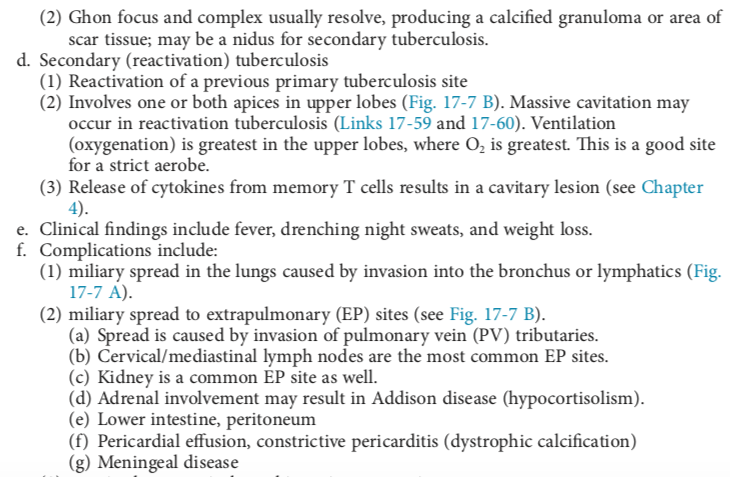 (2) Ghon focus and complex usually resolve, producing a calcified granuloma or area of
scar tissue; may be a nidus for secondary tuberculosis.
d. Secondary (reactivation) tuberculosis
(1) Reactivation of a previous primary tuberculosis site
(2) Involves one or both apices in upper lobes (Fig. 17-7 B). Massive cavitation may
occur in reactivation tuberculosis (Links 17-59 and 17-60). Ventilation
(oxygenation) is greatest in the upper lobes, where O₂ is greatest. This is a good site
for a strict aerobe.
(3) Release of cytokines from memory T cells results in a cavitary lesion (see Chapter
4).
e. Clinical findings include fever, drenching night sweats, and weight loss.
f. Complications include:
(1) miliary spread in the lungs caused by invasion into the bronchus or lymphatics (Fig.
17-7 A).
(2) miliary spread to extrapulmonary (EP) sites (see Fig. 17-7 B).
(a) Spread is caused by invasion of pulmonary vein (PV) tributaries.
(b) Cervical/mediastinal lymph nodes are the most common EP sites.
(c) Kidney is a common EP site as well.
(d) Adrenal involvement may result in Addison disease (hypocortisolism).
(e) Lower intestine, peritoneum
(f) Pericardial effusion, constrictive pericarditis (dystrophic calcification)
(g) Meningeal disease